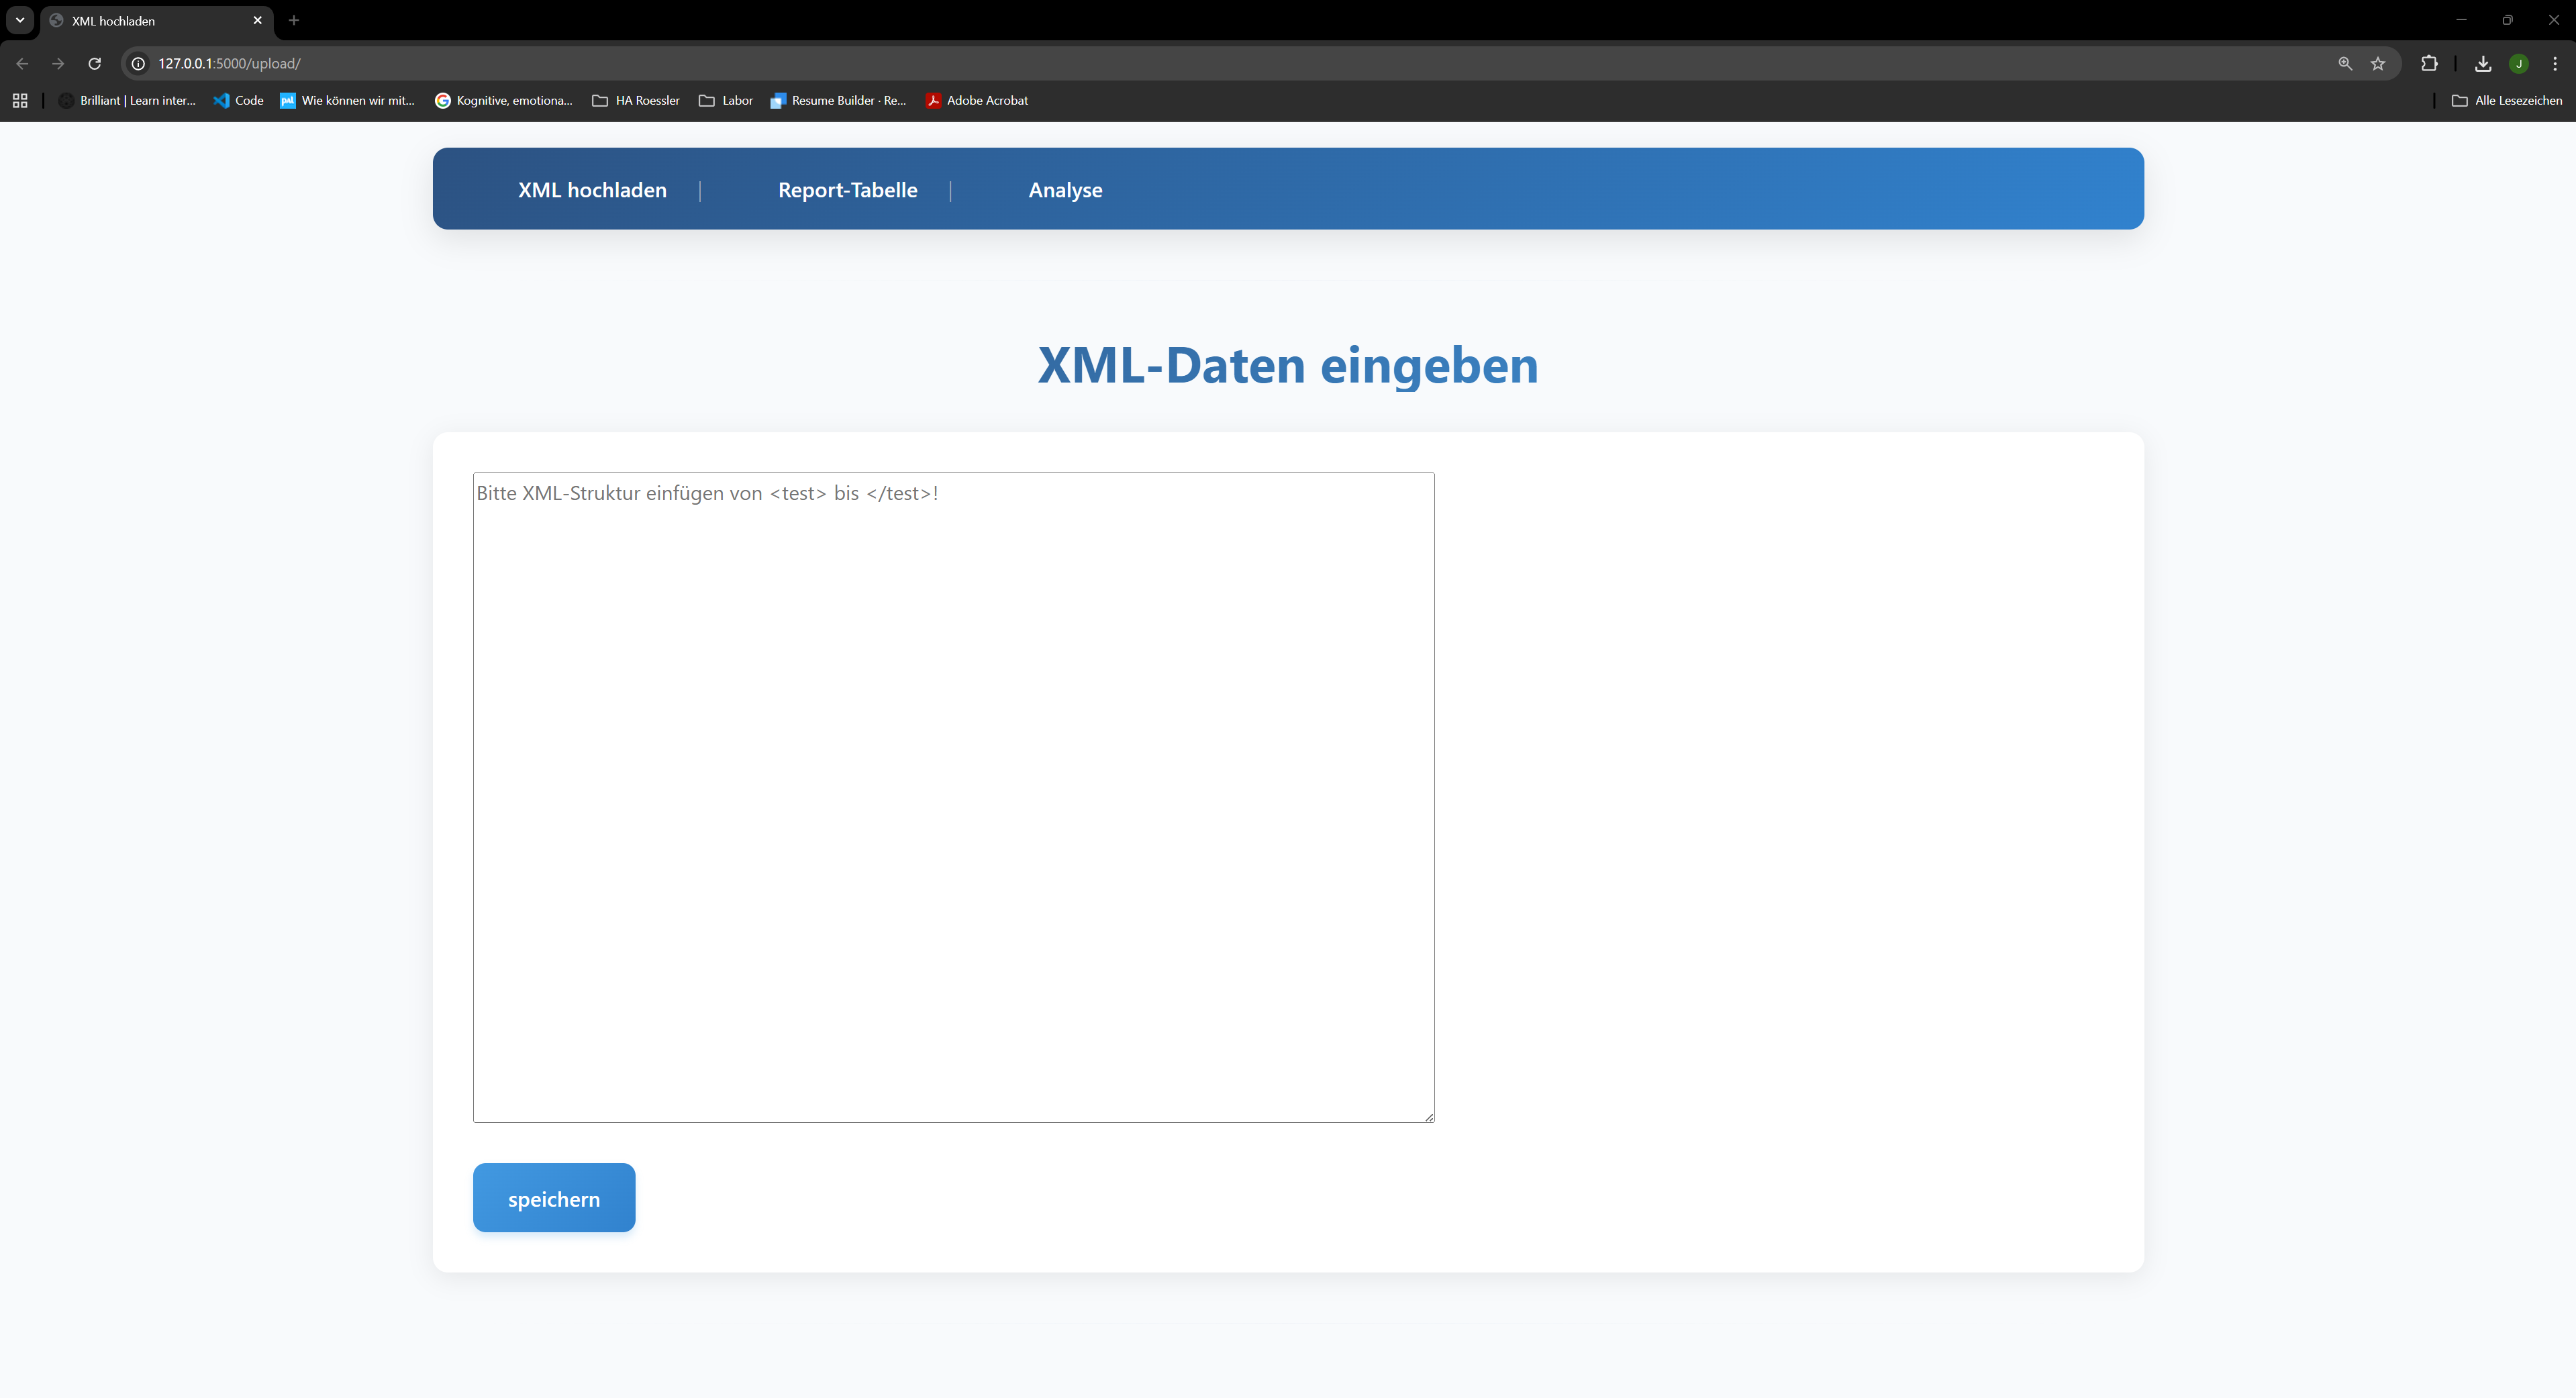 XML hochladen
127.0.0.1:5000/upload/
J
Brilliant | Learn inter...
Code
Wie können wir mit...
Kognitive, emotiona...
HA Roessler
Labor
Resume Builder · Re...
Adobe Acrobat
Alle Lesezeichen
XML hochladen | Report-Tabelle | Analyse
XML-Daten eingeben
Bitte XML-Struktur einfügen von <test> bis </test>!
speichern